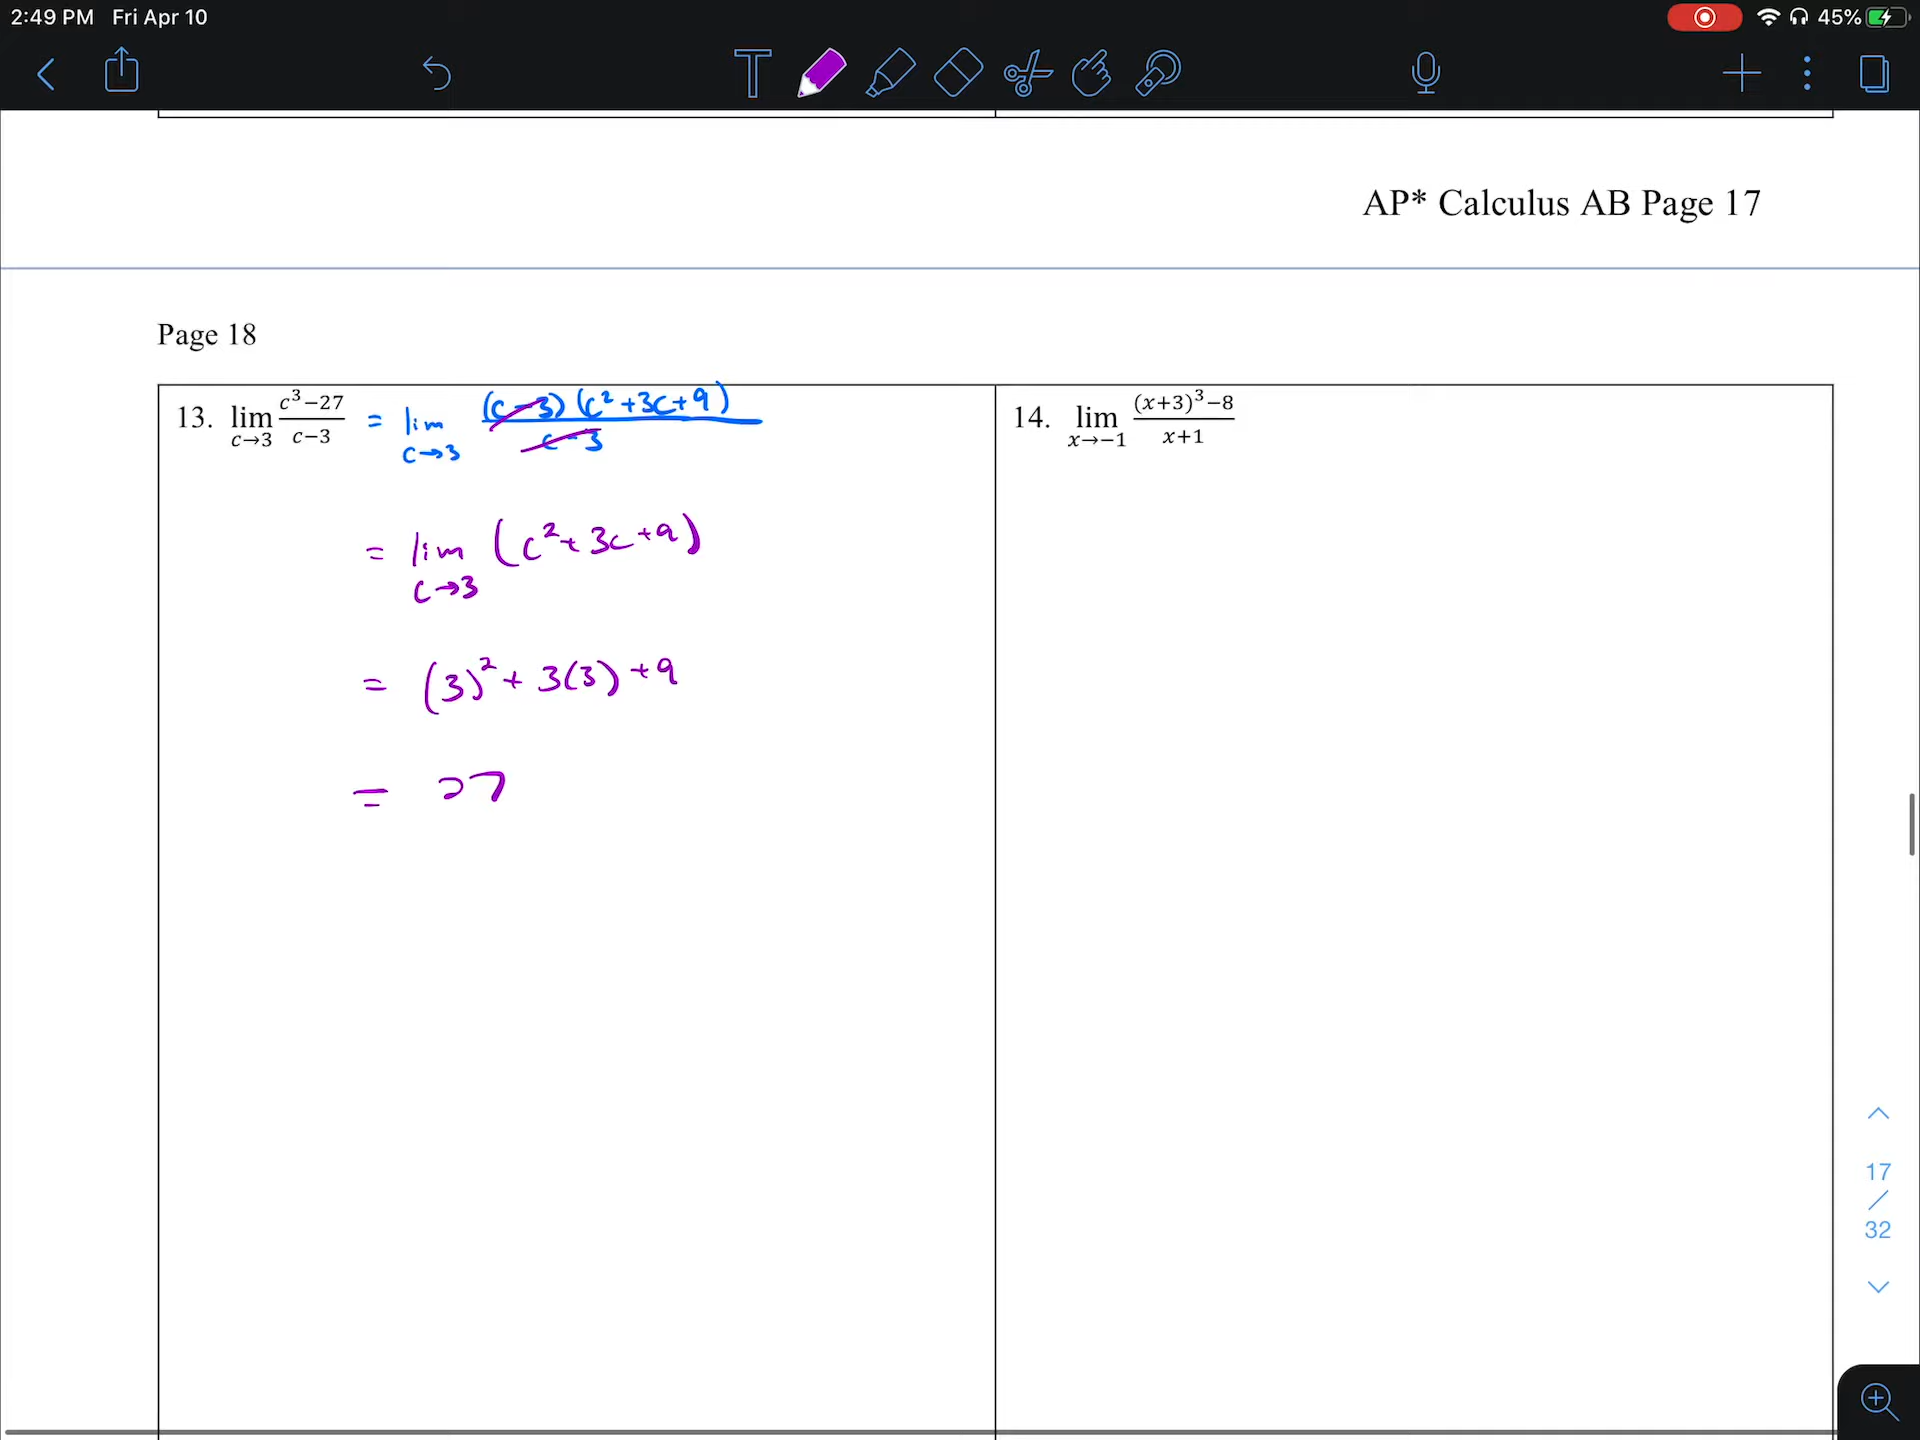 2:49 PM Fri Apr 10
45%
AP* Calculus AB Page 17
Page 18
13. lim c→3 (c³−27)/(c−3) = lim c→3 ((c−3)(c²+3c+9))/(c−3)
= lim c→3 (c²+3c+9)
= (3)²+3(3)+9
= 27
14. lim x→−1 ((x+3)³−8)/(x+1)
17
/
32